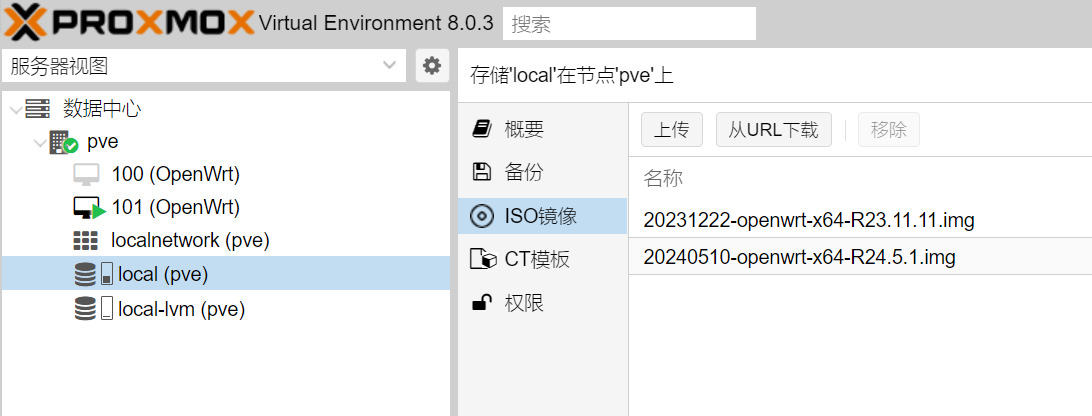 PROXMOX Virtual Environment 8.0.3 搜索
服务器视图
数据中心
pve
100 (OpenWrt)
101 (OpenWrt)
localnetwork (pve)
local (pve)
local-lvm (pve)
存储'local'在节点'pve'上
概要
备份
ISO镜像
CT模板
权限
上传 从URL下载 移除
名称
20231222-openwrt-x64-R23.11.11.img
20240510-openwrt-x64-R24.5.1.img